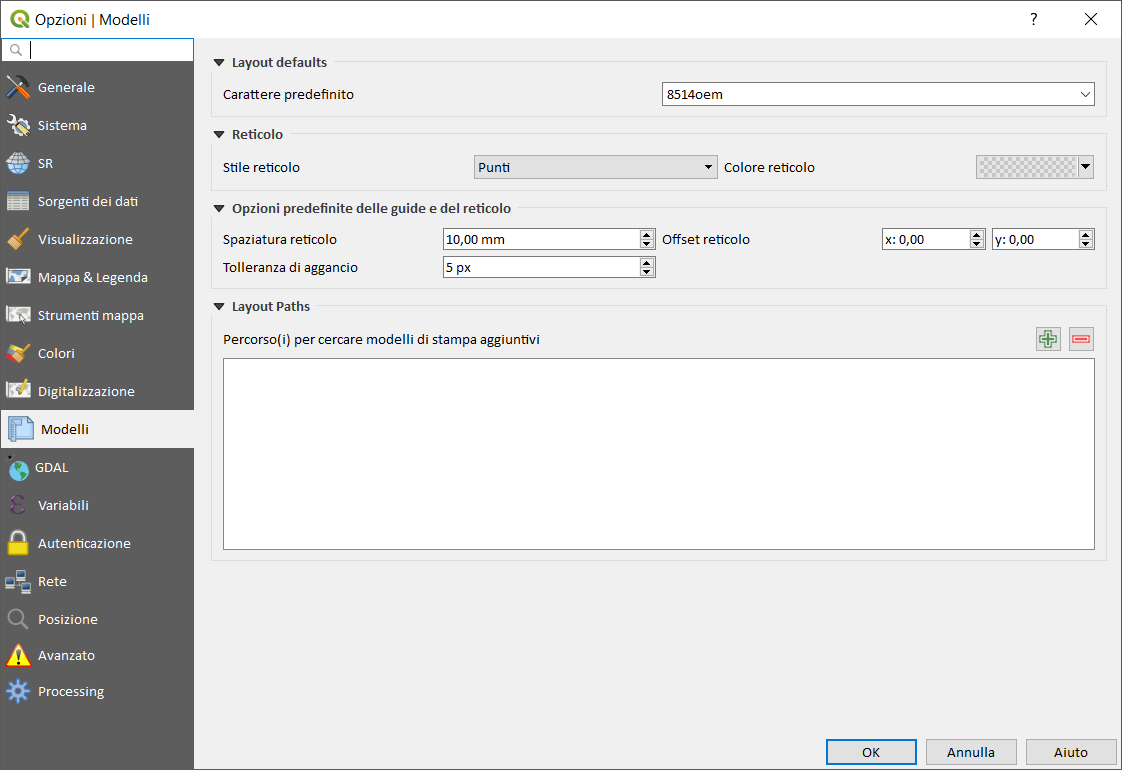 Opzioni | Modelli
?
Generale
Sistema
SR
Sorgenti dei dati
Visualizzazione
Mappa & Legenda
Strumenti mappa
Colori
Digitalizzazione
Modelli
GDAL
Variabili
Autenticazione
Rete
Posizione
Avanzato
Processing
Layout defaults
Carattere predefinito 8514oem
Reticolo
Stile reticolo Punti Colore reticolo
Opzioni predefinite delle guide e del reticolo
Spaziatura reticolo 10,00 mm Offset reticolo x: 0,00 y: 0,00
Tolleranza di aggancio 5 px
Layout Paths
Percorso(i) per cercare modelli di stampa aggiuntivi
OK Annulla Aiuto